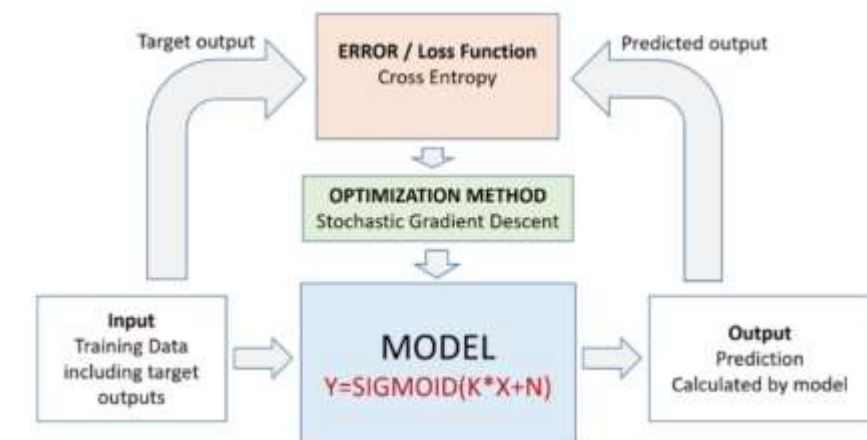 Target output
ERROR / Loss Function
Cross Entropy
Predicted output
OPTIMIZATION METHOD
Stochastic Gradient Descent
Input
Training Data
including target
outputs
MODEL
Y=SIGMOID(K*X+N)
Output
Prediction
Calculated by model